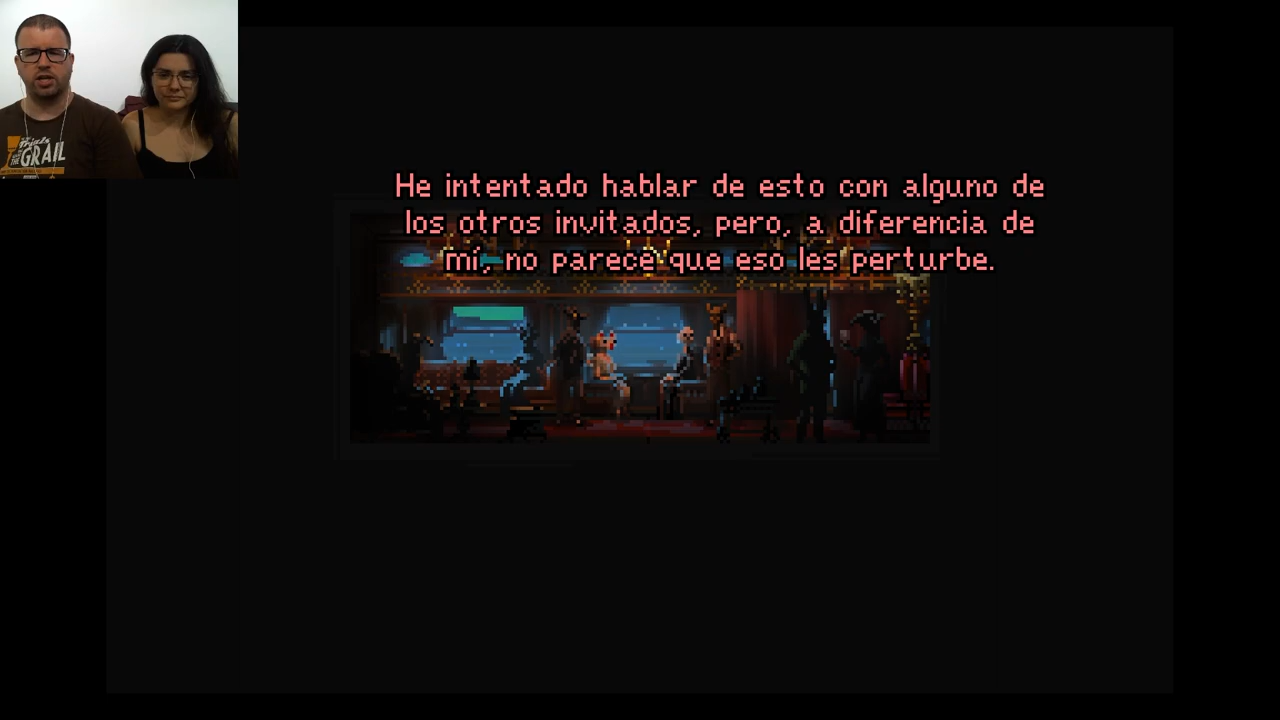 GRAIL
He intentado hablar de esto con alguno de
los otros invitados, pero, a diferencia de
mí, no parece que eso les perturbe.